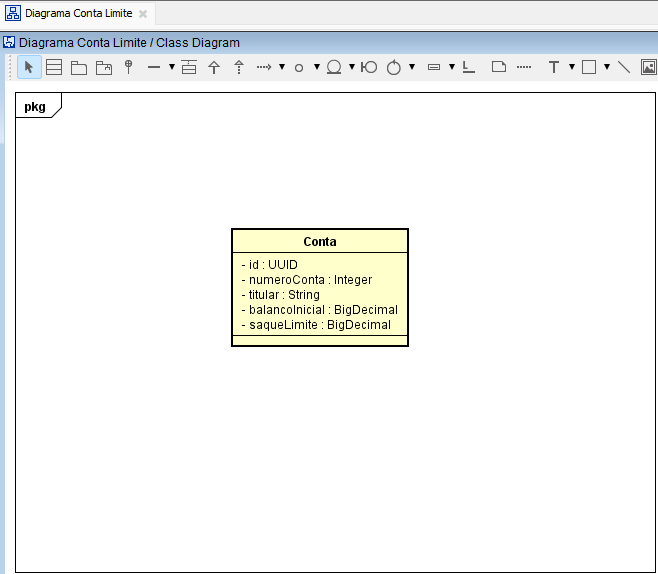 Diagrama Conta Limite
Diagrama Conta Limite / Class Diagram
T
pkg
Conta
- id : UUID
- numeroConta : Integer
- titular : String
- balancoInicial : BigDecimal
- saqueLimite : BigDecimal